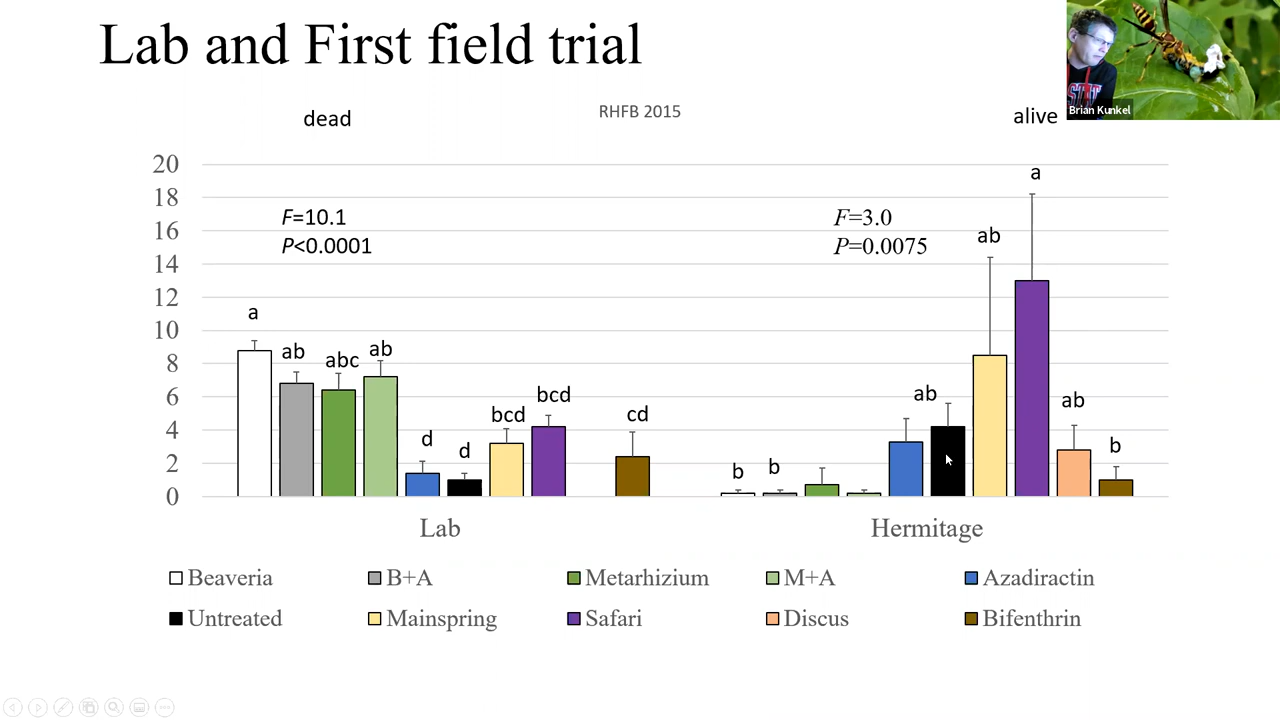 Lab and First field trial
Brian Kunkel
dead
RHFB 2015
alive
20
18
16
14
12
10
8
6
4
2
0
F=10.1
P<0.0001
F=3.0
P=0.0075
a
ab
abc
ab
d
d
bcd
bcd
cd
b
b
ab
ab
a
ab
b
Lab
Hermitage
Beaveria
B+A
Metarhizium
M+A
Azadiractin
Untreated
Mainspring
Safari
Discus
Bifenthrin